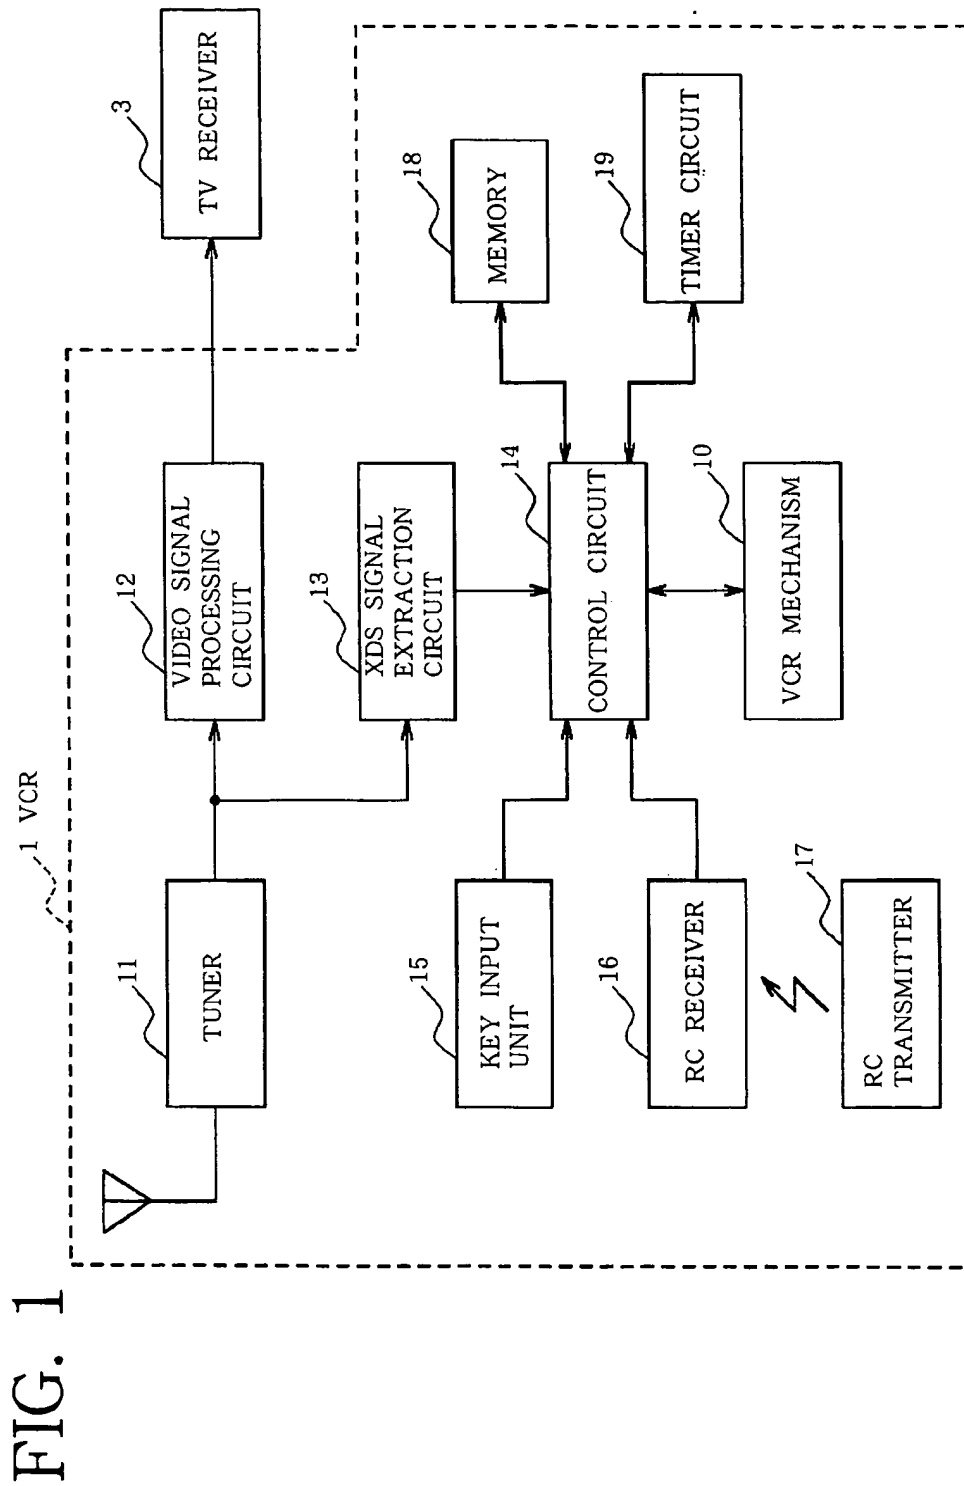 FIG. 1
1 VCR
11
TUNER
12
VIDEO SIGNAL
PROCESSING
CIRCUIT
3
TV RECEIVER
13
XDS SIGNAL
EXTRACTION
CIRCUIT
18
MEMORY
15
KEY INPUT
UNIT
14
CONTROL CIRCUIT
19
TIMER CIRCUIT
16
RC RECEIVER
10
VCR MECHANISM
17
RC
TRANSMITTER